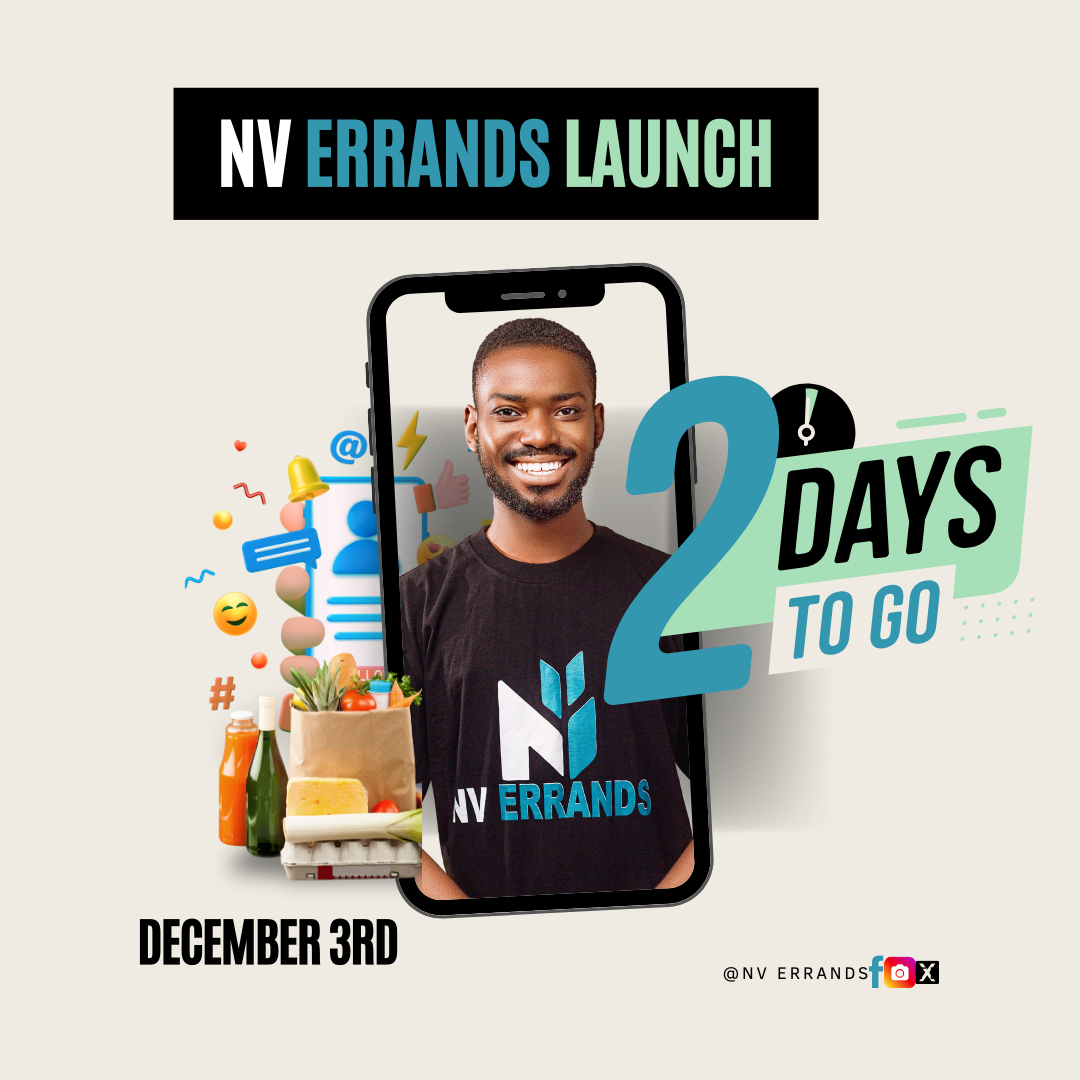 NV ERRANDS LAUNCH
@
2
DAYS
TO GO
#
NV ERRANDS
DECEMBER 3RD
@NV ERRANDS